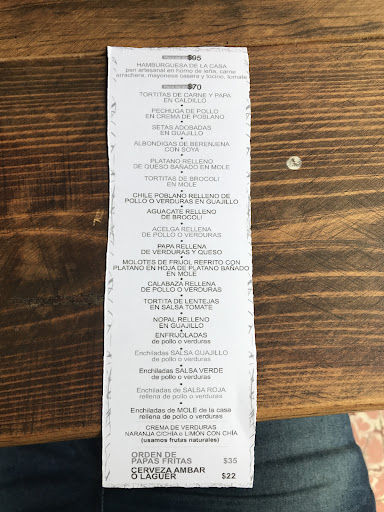 $95
HAMBURGUESA DE LA CASA
pan artesanal en horno de leña, carne
arrachera, mayonesa casera y tocino, tomate
$70
TORTITAS DE CARNE Y PAPA
EN CALDILLO
•
PECHUGA DE POLLO
EN CREMA DE POBLANO
•
SETAS ADOBADAS
EN GUAJILLO
•
ALBONDIGAS DE BERENJENA
CON SOYA
•
PLATANO RELLENO
DE QUESO BAÑADO EN MOLE
•
TORTITAS DE BROCOLI
EN MOLE
•
CHILE POBLANO RELLENO DE
POLLO O VERDURAS EN GUAJILLO
•
AGUACATE RELLENO
DE BROCOLI
•
ACELGA RELLENA
DE POLLO O VERDURAS
•
PAPA RELLENA
DE VERDURAS Y QUESO
•
MOLOTES DE FRIJOL REFRITO CON
PLATANO EN HOJA DE PLATANO BAÑADO
EN MOLE
•
CALABAZA RELLENA
DE POLLO O VERDURAS
•
TORTITA DE LENTEJAS
EN SALSA TOMATE
•
NOPAL RELLENO
EN GUAJILLO
•
ENFRIJOLADAS
de pollo o verduras
•
Enchiladas SALSA GUAJILLO
de pollo o verduras
•
Enchiladas SALSA VERDE
de pollo o verduras
•
Enchiladas de SALSA ROJA
rellena de pollo o verduras
•
Enchiladas de MOLE de la casa
rellena de pollo o verduras
•
CREMA DE VERDURAS
NARANJA C/CHÍA o LIMÓN CON CHÍA
(usamos frutas naturales)
ORDEN DE
PAPAS FRITAS $35
CERVEZA AMBAR
O LAGUER $22